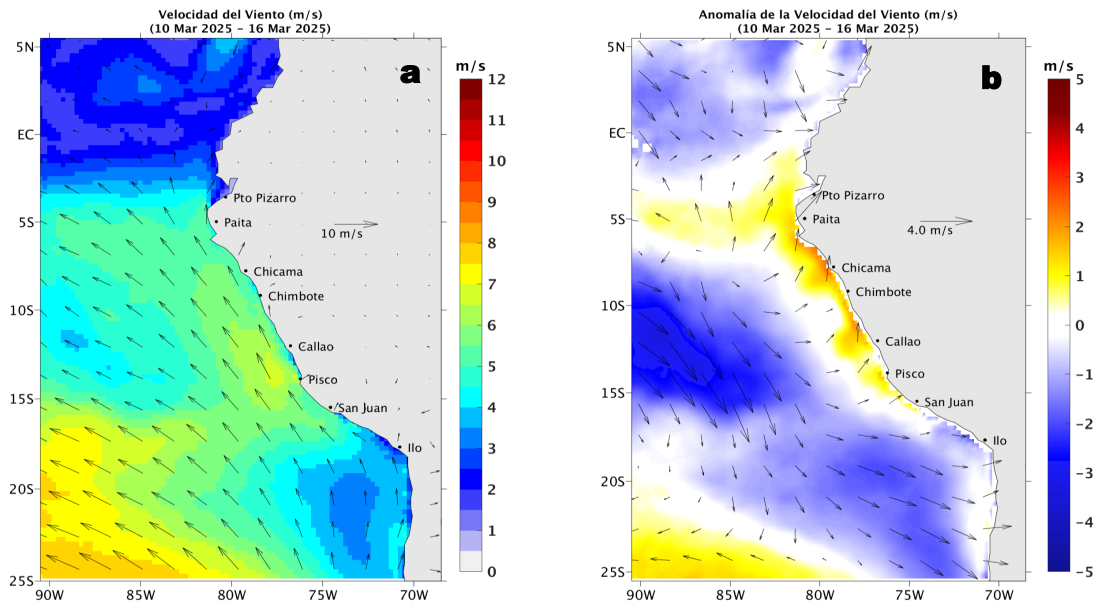 Velocidad del Viento (m/s)
(10 Mar 2025 – 16 Mar 2025)
a
m/s
12
11
10
9
8
7
6
5
4
3
2
1
0
5N
EC
5S
10S
15S
20S
25S
90W
85W
80W
75W
70W
Pto Pizarro
Paita
10 m/s
Chicama
Chimbote
Callao
Pisco
San Juan
Ilo
Anomalía de la Velocidad del Viento (m/s)
(10 Mar 2025 – 16 Mar 2025)
b
m/s
5
4
3
2
1
0
−1
−2
−3
−4
−5
5N
EC
5S
10S
15S
20S
25S
90W
85W
80W
75W
70W
Pto Pizarro
Paita
4.0 m/s
Chicama
Chimbote
Callao
Pisco
San Juan
Ilo